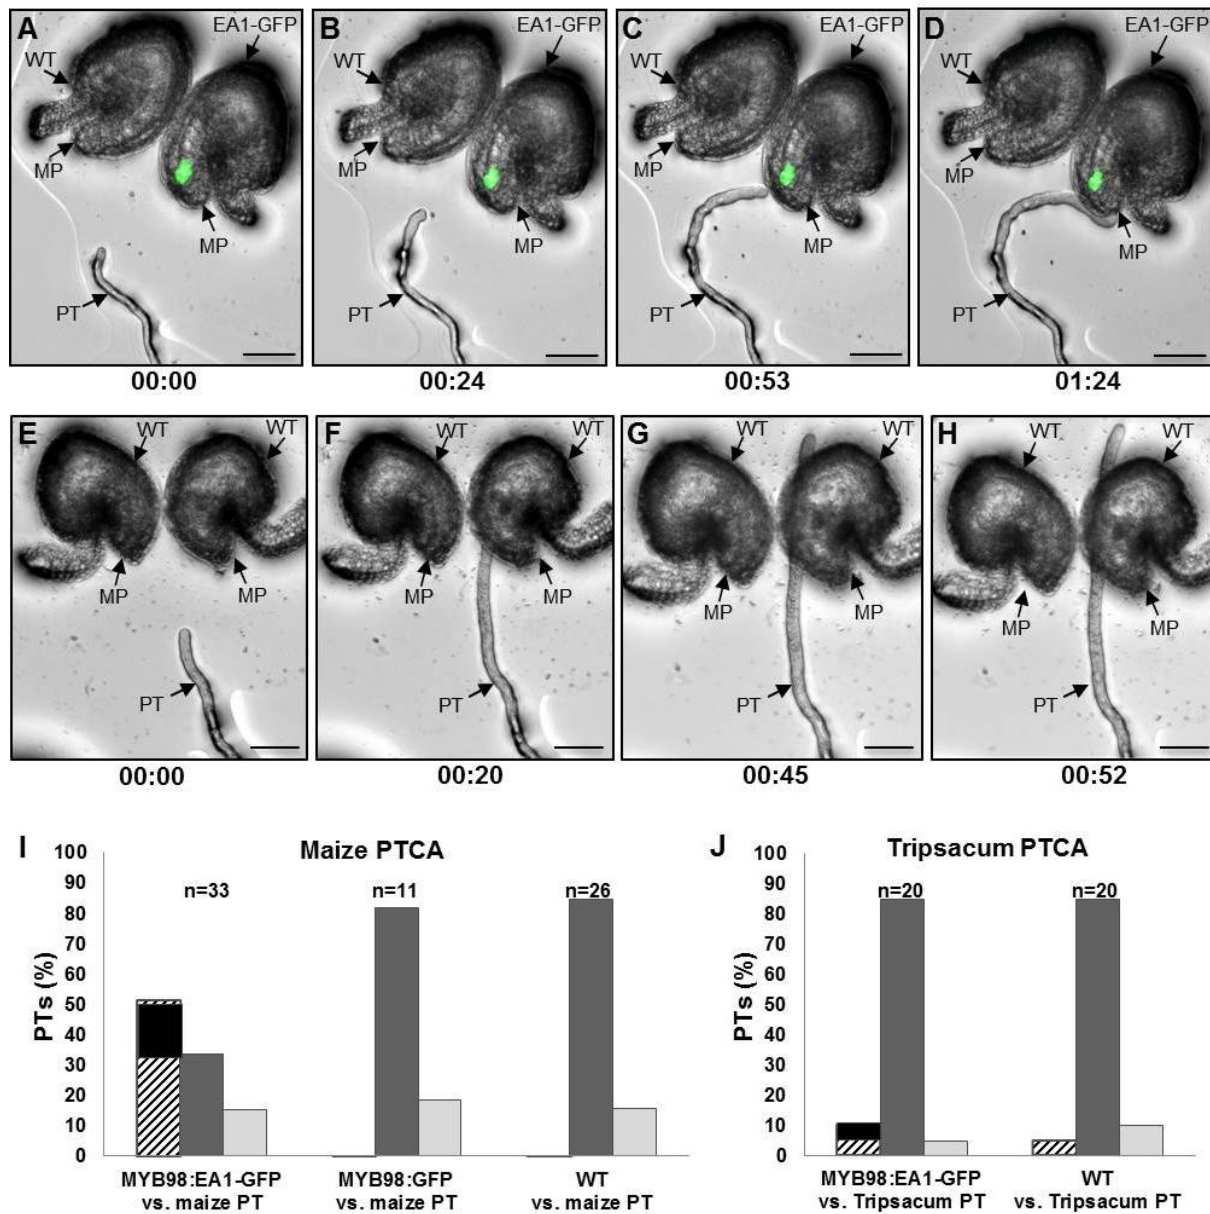 A
EA1-GFP
WT
MP
MP
PT
00:00
B
EA1-GFP
WT
MP
MP
PT
00:24
C
EA1-GFP
WT
MP
MP
PT
00:53
D
EA1-GFP
WT
MP
MP
PT
01:24
E
WT
WT
MP
MP
PT
00:00
F
WT
WT
MP
MP
PT
00:20
G
WT
WT
MP
MP
PT
00:45
H
WT
WT
MP
MP
PT
00:52
I
Maize PTCA
PTs (%)
100
90
80
70
60
50
40
30
20
10
0
n=33
n=11
n=26
MYB98:EA1-GFP
vs. maize PT
MYB98:GFP
vs. maize PT
WT
vs. maize PT
J
Tripsacum PTCA
PTs (%)
100
90
80
70
60
50
40
30
20
10
0
n=20
n=20
MYB98:EA1-GFP
vs. Tripsacum PT
WT
vs. Tripsacum PT